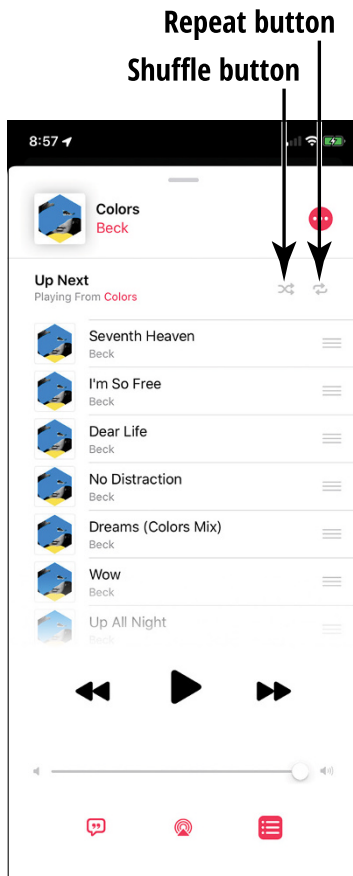 Repeat button
Shuffle button
8:57
Colors
Beck
Up Next
Playing From Colors
Seventh Heaven
Beck
I'm So Free
Beck
Dear Life
Beck
No Distraction
Beck
Dreams (Colors Mix)
Beck
Wow
Beck
Up All Night
Beck